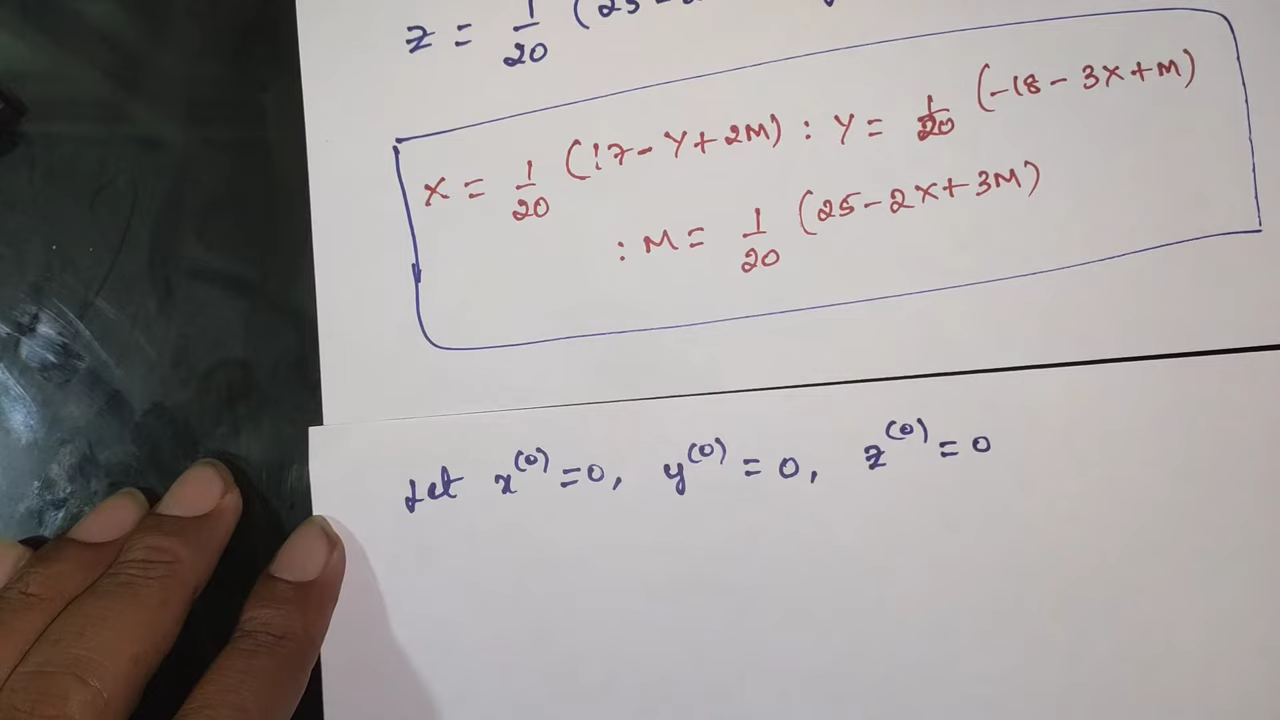 z = 1/20 (25 -
X = 1/20 (17 - Y + 2M) : Y = 1/20 (-18 - 3X + M)
: M = 1/20 (25 - 2X + 3M)
Let x^(0) = 0, y^(0) = 0, z^(0) = 0